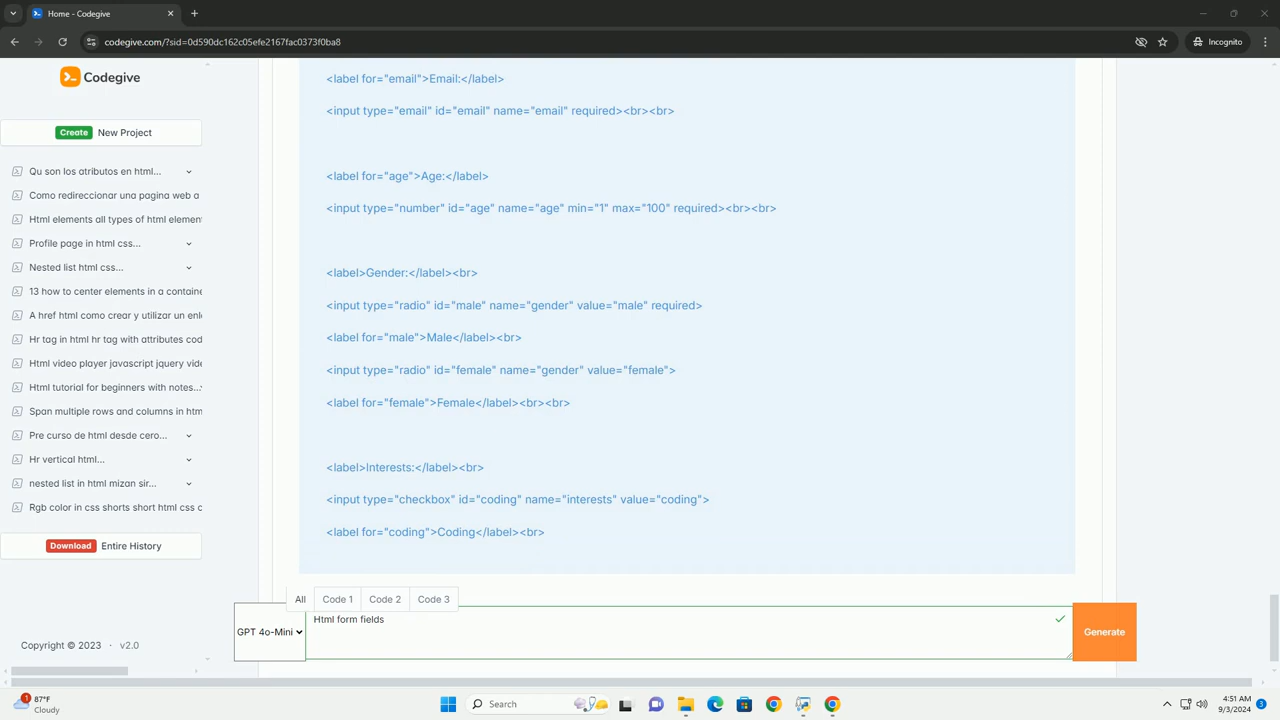 Home - Codegive
codegive.com/?sid=0d590dc162c05efe2167fac0373f0ba8
Incognito
Codegive
Create New Project
Qu son los atributos en html...
Como redireccionar una pagina web a
Html elements all types of html elemen
Profile page in html css...
Nested list html css...
13 how to center elements in a containe
A href html como crear y utilizar un enl
Hr tag in html hr tag with attributes cod
Html video player javascript jquery vide
Html tutorial for beginners with notes...
Span multiple rows and columns in htm
Pre curso de html desde cero...
Hr vertical html...
nested list in html mizan sir...
Rgb color in css shorts short html css c
Download Entire History
Copyright © 2023 · v2.0
<label for="email">Email:</label>
<input type="email" id="email" name="email" required><br><br>
<label for="age">Age:</label>
<input type="number" id="age" name="age" min="1" max="100" required><br><br>
<label>Gender:</label><br>
<input type="radio" id="male" name="gender" value="male" required>
<label for="male">Male</label><br>
<input type="radio" id="female" name="gender" value="female">
<label for="female">Female</label><br><br>
<label>Interests:</label><br>
<input type="checkbox" id="coding" name="interests" value="coding">
<label for="coding">Coding</label><br>
All Code 1 Code 2 Code 3
GPT 4o-Mini
Html form fields
Generate
1
87°F
Cloudy
Search
4:51 AM
9/3/2024
3